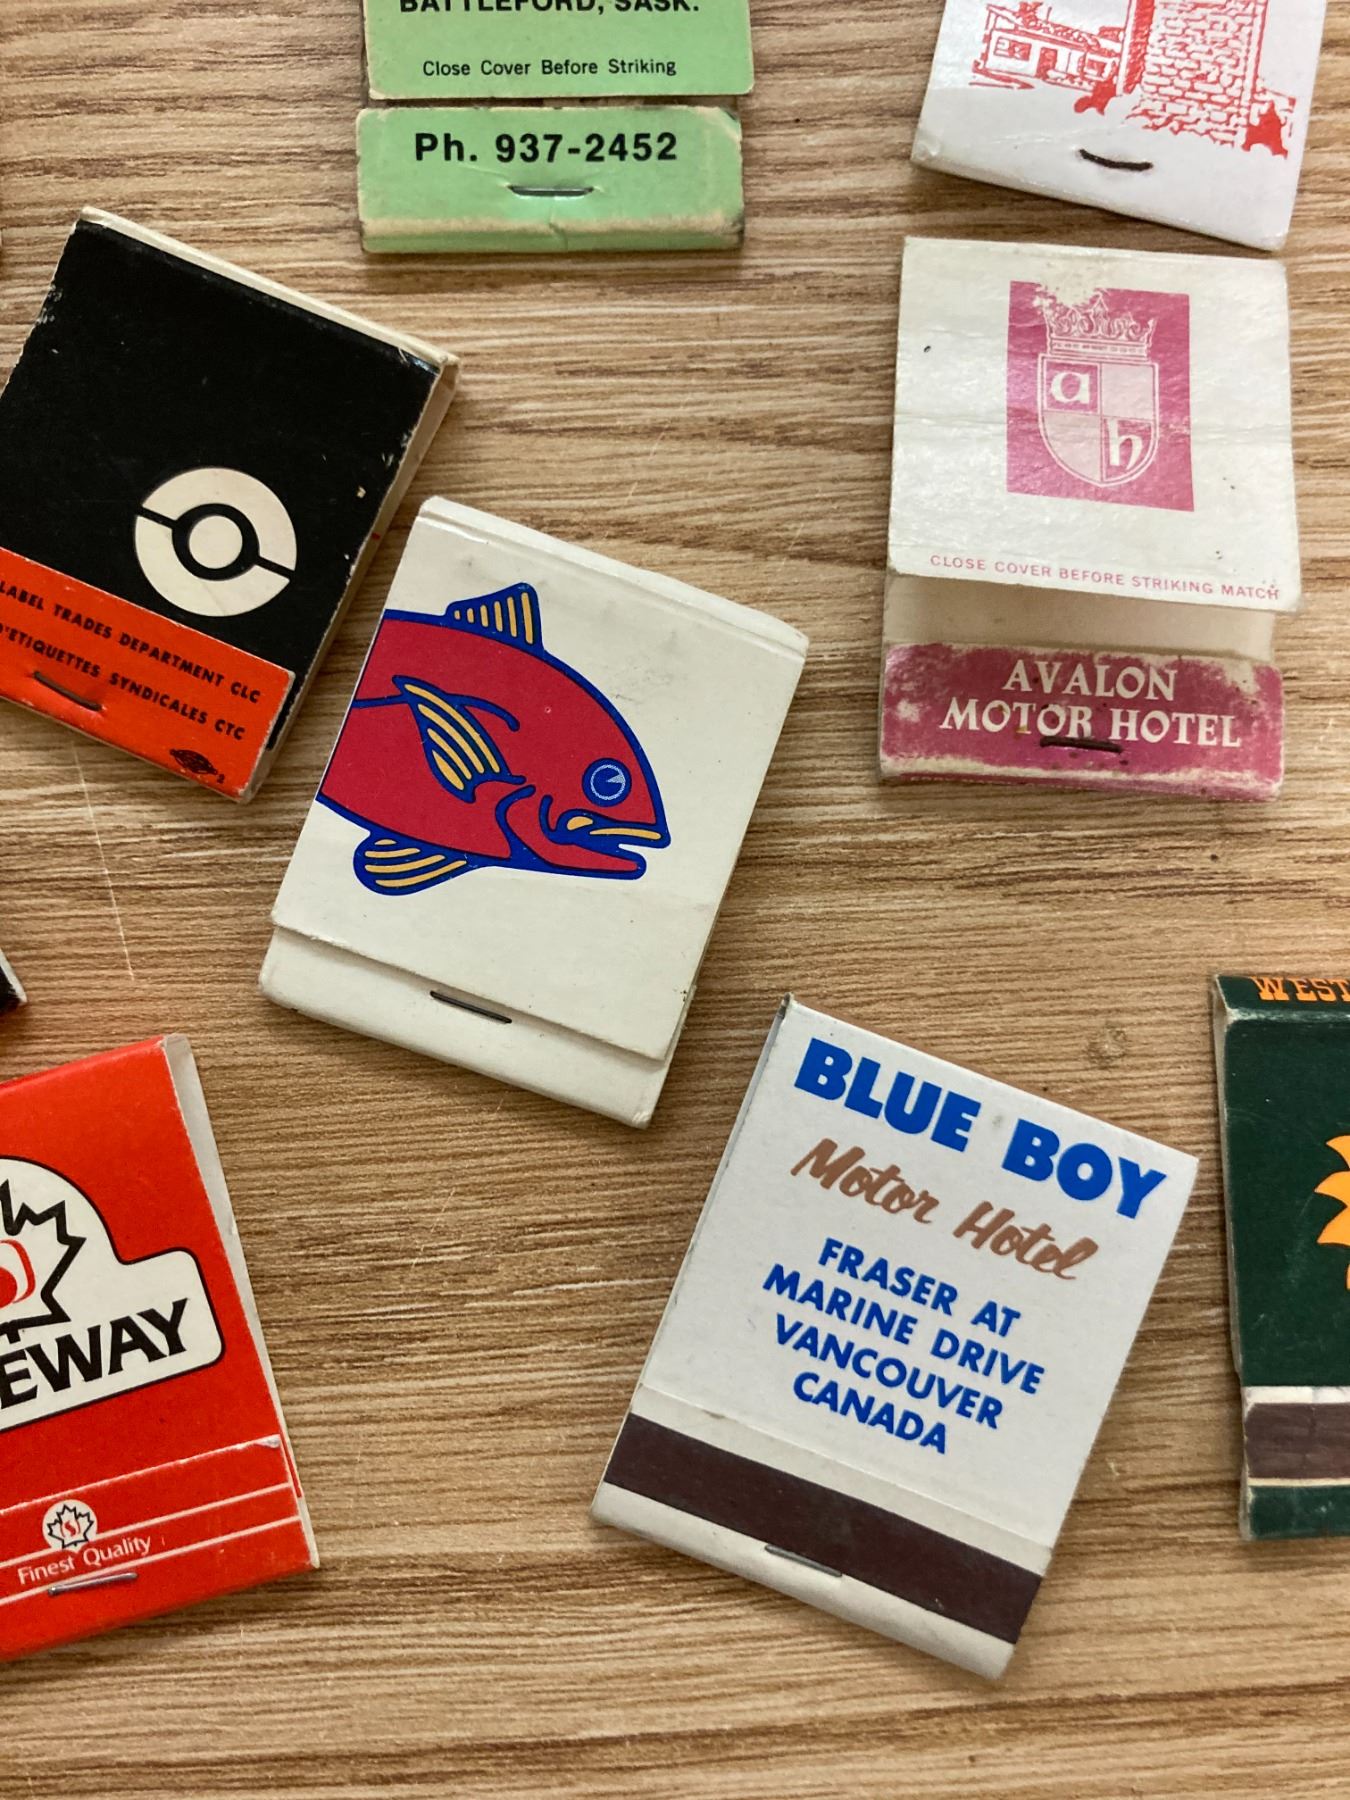 BATTLEFORD, SASK.
Close Cover Before Striking
Ph. 937-2452
a
h
CLOSE COVER BEFORE STRIKING MATCH
AVALON
MOTOR HOTEL
LABEL TRADES DEPARTMENT CLC
D'ETIQUETTES SYNDICALES CTC
WEST
BLUE BOY
Motor Hotel
FRASER AT
MARINE DRIVE
VANCOUVER
CANADA
EWAY
Finest Quality